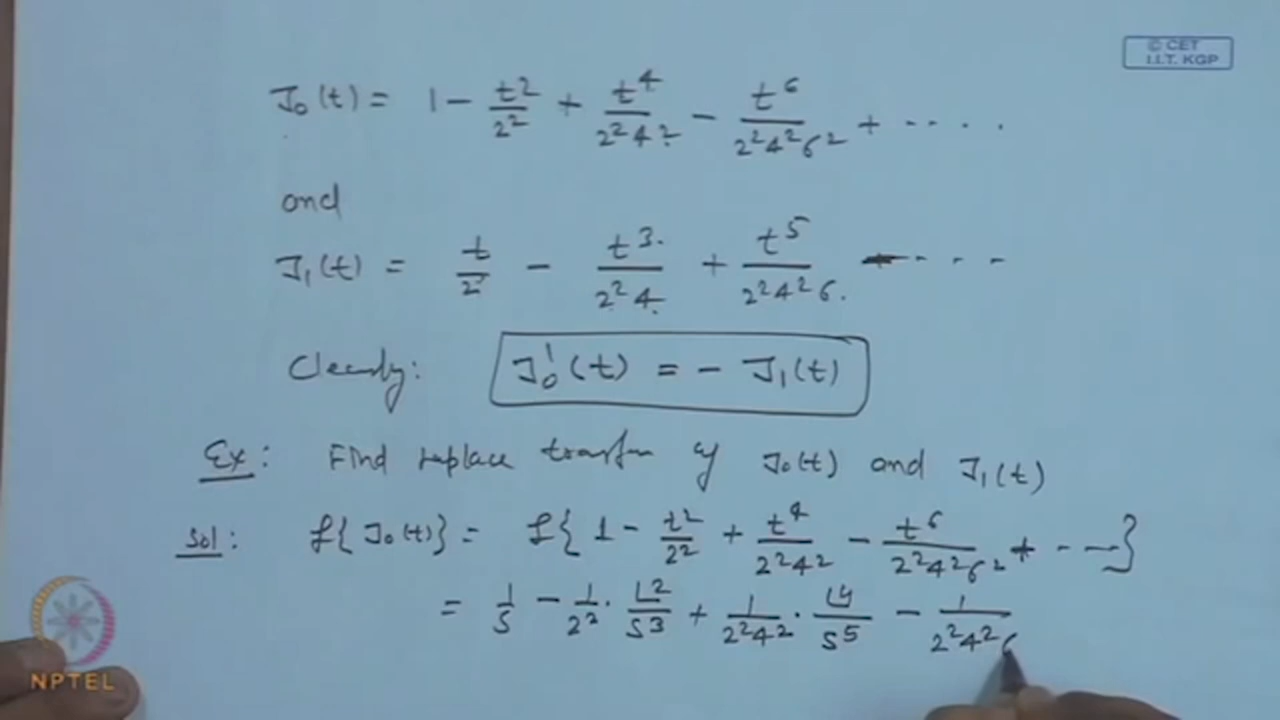 © CET
I.I.T. KGP
J₀(t) = 1 - t²/2² + t⁴/2²4² - t⁶/2²4²6² + ....
and
J₁(t) = t/2 - t³/2²4 + t⁵/2²4²6 - ...
Clearly: J₀'(t) = - J₁(t)
Ex: Find Laplace transfm of J₀(t) and J₁(t)
Sol: ℒ{J₀(t)} = ℒ{1 - t²/2² + t⁴/2²4² - t⁶/2²4²6² + ---}
= 1/s - 1/2² · ∟2/s³ + 1/2²4² · ∟4/s⁵ - 1/2²4²6
NPTEL